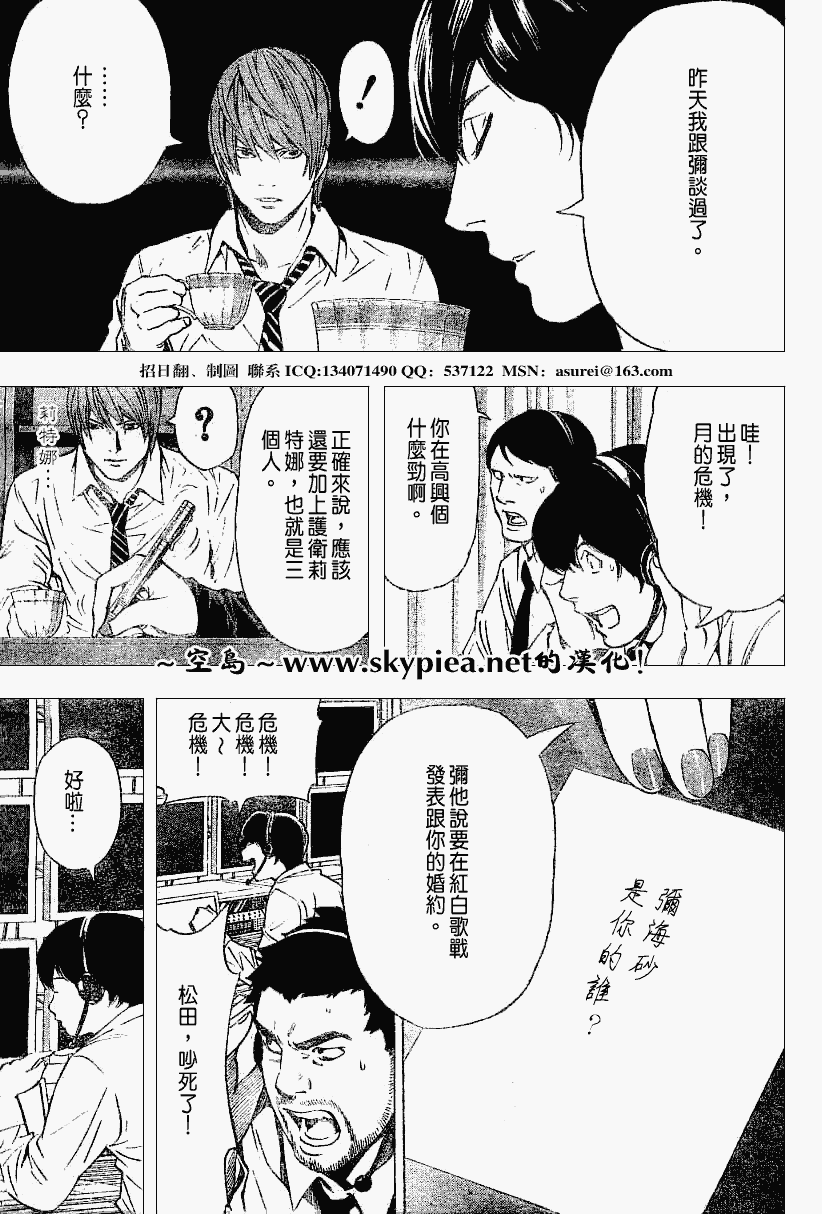 昨天我跟彌談過了。
！
……
什麼？
招日翻、制圖 聯系ICQ:134071490 QQ：537122 MSN：asurei@163.com
哇！
出現了，
月的危機！
你在高興個
什麼勁啊。
正確來說，應該
還要加上護衛莉
特娜，也就是三
個人。
？
莉特娜…
~空島~www.skypiea.net的漢化!
彌海砂
是你的誰？
彌他說要在紅白歌戰
發表跟你的婚約。
危機！
危機！
大～
危機！
松田，吵死了！
好啦…